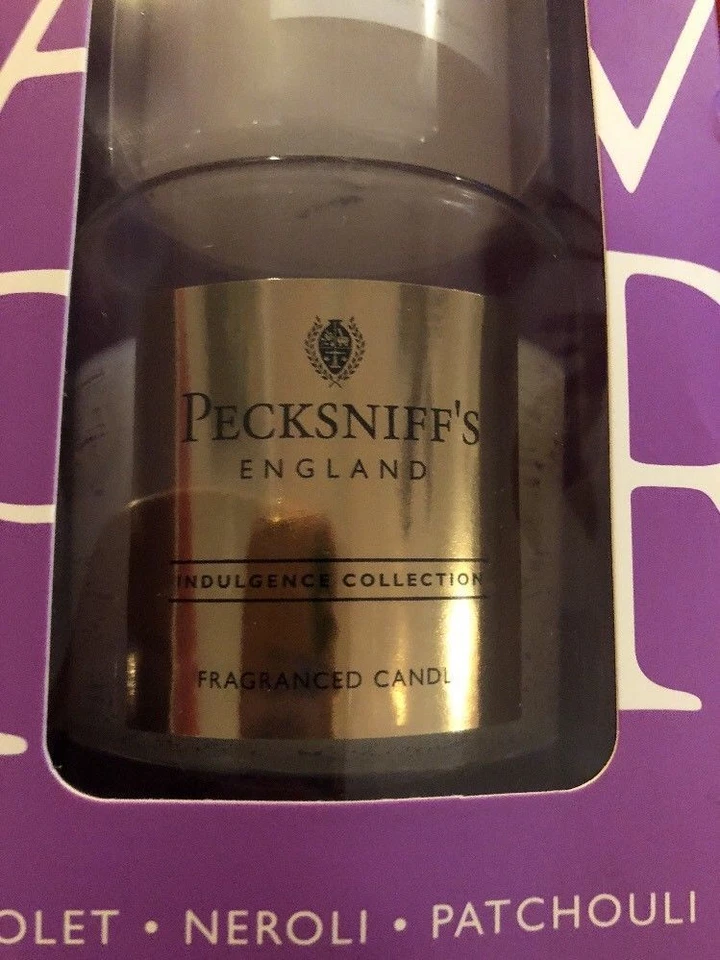 A V
R
PECKSNIFF'S
ENGLAND
INDULGENCE COLLECTION
FRAGRANCED CANDL
OLET • NEROLI • PATCHOULI